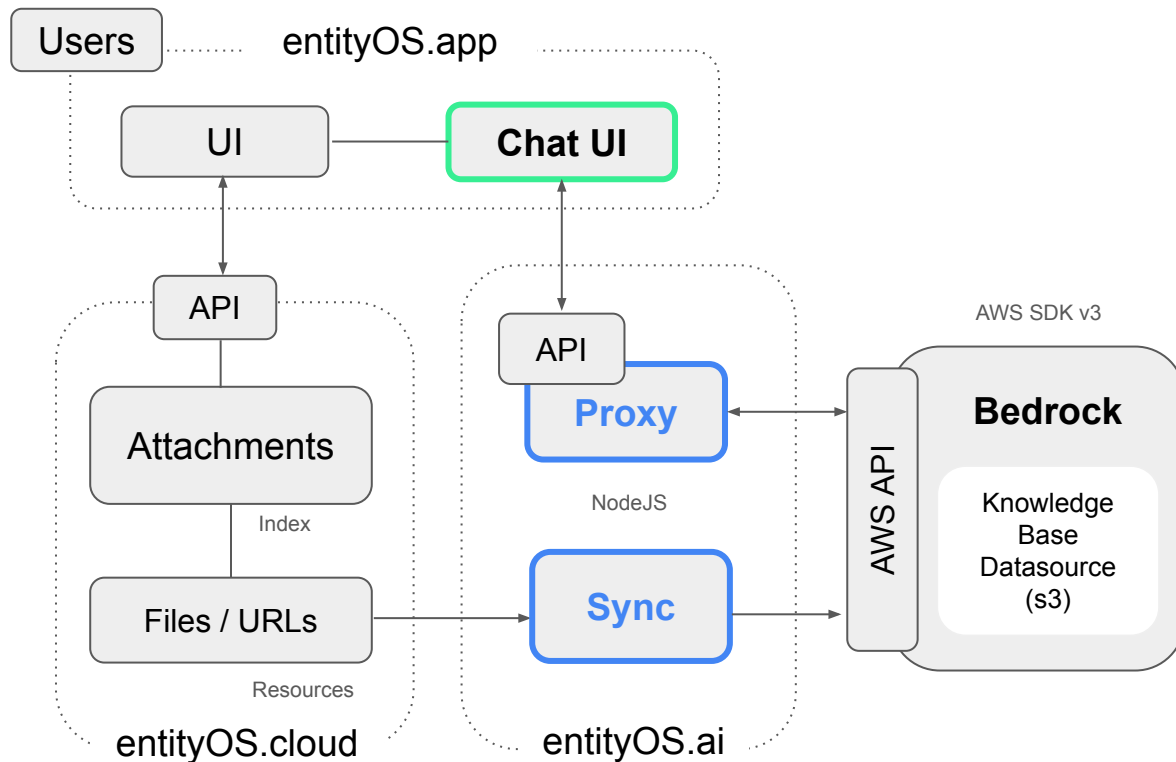 Users
entityOS.app
UI
Chat UI
API
API
AWS SDK v3
Proxy
Bedrock
Attachments
AWS API
NodeJS
Index
Knowledge
Base
Datasource
(s3)
Files / URLs
Sync
Resources
entityOS.cloud
entityOS.ai